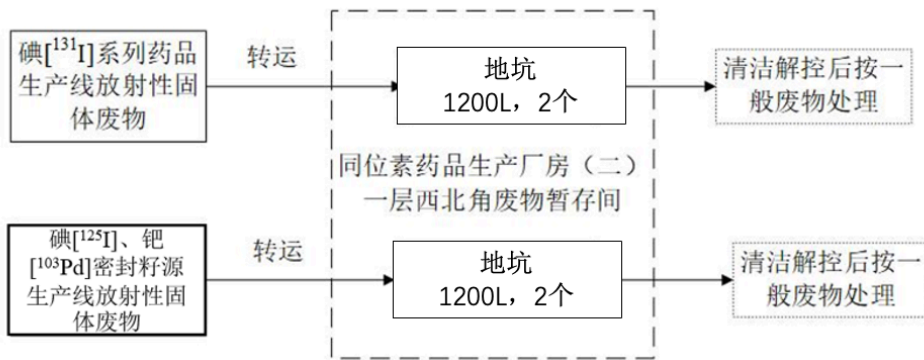 碘[¹³¹I]系列药品
生产线放射性固
体废物
转运
地坑
1200L，2个
清洁解控后按一
般废物处理
同位素药品生产厂房（二）
一层西北角废物暂存间
碘[¹²⁵I]、钯
[¹⁰³Pd]密封籽源
生产线放射性固
体废物
转运
地坑
1200L，2个
清洁解控后按一
般废物处理